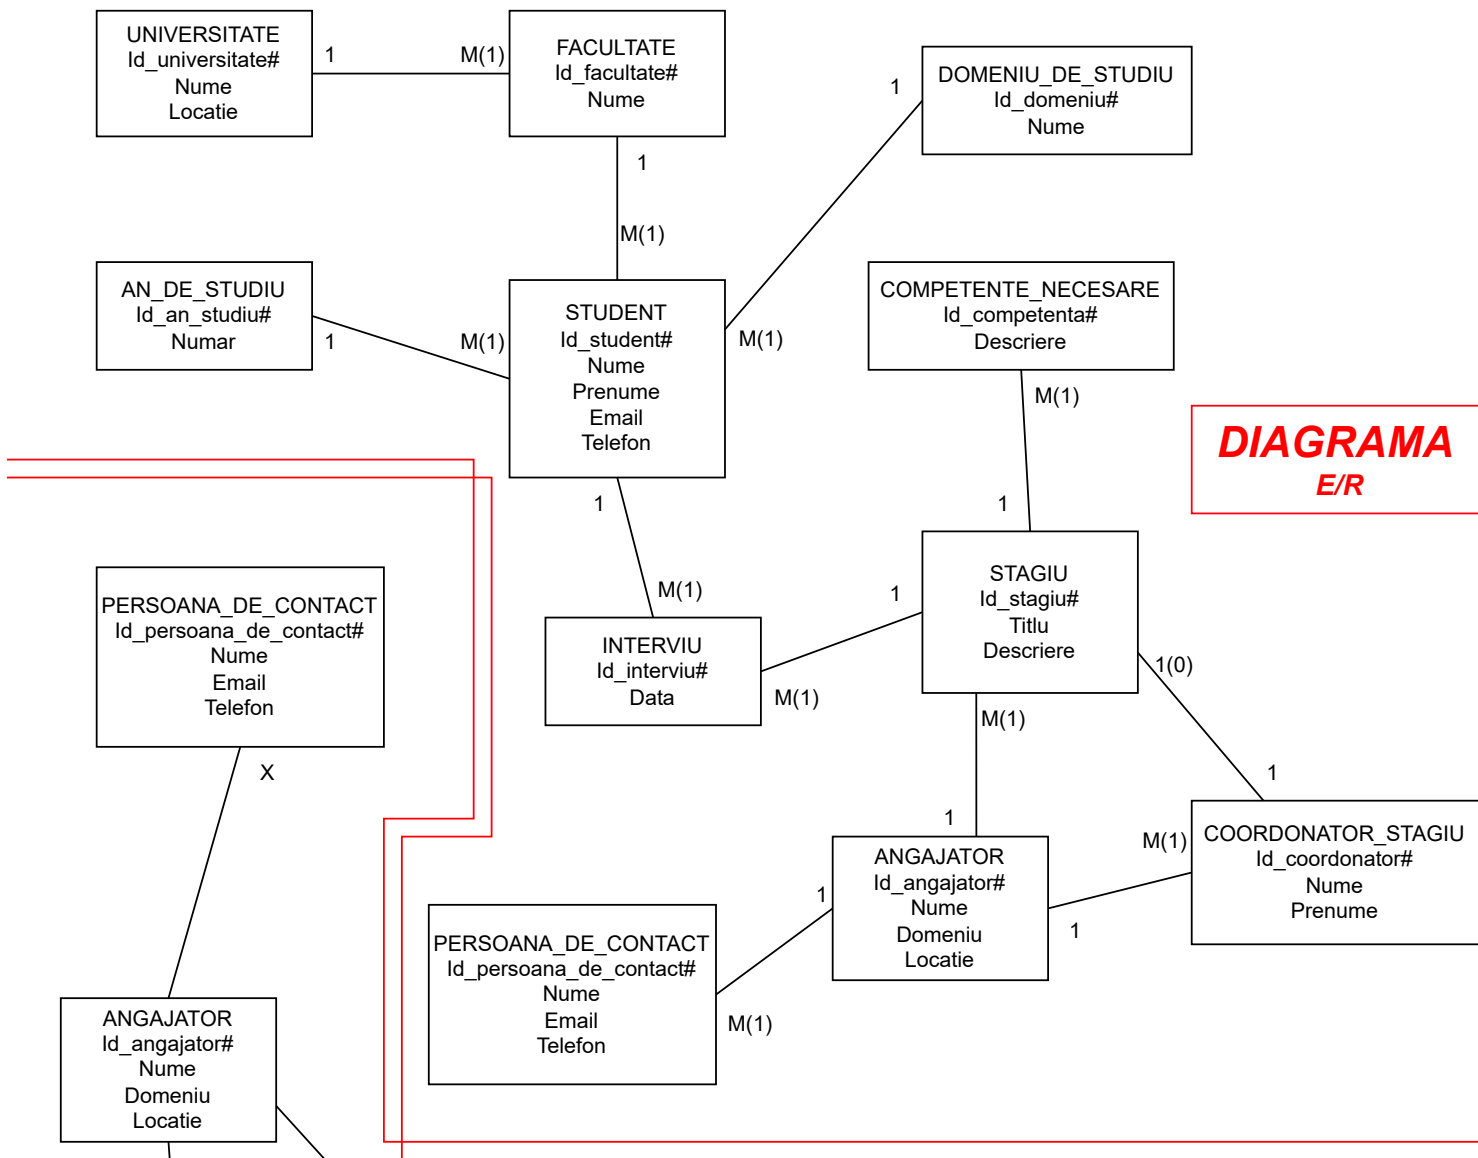 UNIVERSITATE
Id_universitate#
Nume
Locatie
1
M(1)
FACULTATE
Id_facultate#
Nume
1
M(1)
DOMENIU_DE_STUDIU
Id_domeniu#
Nume
1
M(1)
AN_DE_STUDIU
Id_an_studiu#
Numar
1
M(1)
STUDENT
Id_student#
Nume
Prenume
Email
Telefon
1
M(1)
COMPETENTE_NECESARE
Id_competenta#
Descriere
M(1)
1
DIAGRAMA
E/R
STAGIU
Id_stagiu#
Titlu
Descriere
1
M(1)
1(0)
M(1)
INTERVIU
Id_interviu#
Data
PERSOANA_DE_CONTACT
Id_persoana_de_contact#
Nume
Email
Telefon
X
1
1
ANGAJATOR
Id_angajator#
Nume
Domeniu
Locatie
1
1
M(1)
COORDONATOR_STAGIU
Id_coordonator#
Nume
Prenume
PERSOANA_DE_CONTACT
Id_persoana_de_contact#
Nume
Email
Telefon
M(1)
ANGAJATOR
Id_angajator#
Nume
Domeniu
Locatie